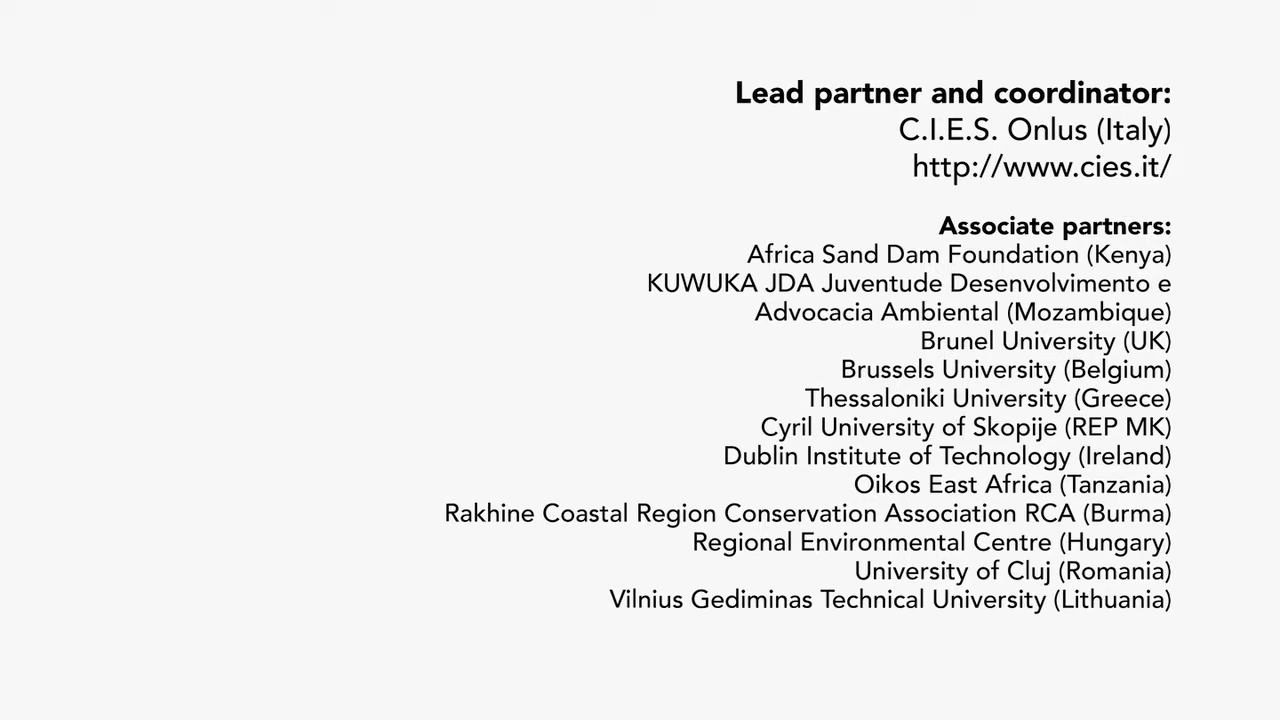 Lead partner and coordinator:
C.I.E.S. Onlus (Italy)
http://www.cies.it/
Associate partners:
Africa Sand Dam Foundation (Kenya)
KUWUKA JDA Juventude Desenvolvimento e
Advocacia Ambiental (Mozambique)
Brunel University (UK)
Brussels University (Belgium)
Thessaloniki University (Greece)
Cyril University of Skopije (REP MK)
Dublin Institute of Technology (Ireland)
Oikos East Africa (Tanzania)
Rakhine Coastal Region Conservation Association RCA (Burma)
Regional Environmental Centre (Hungary)
University of Cluj (Romania)
Vilnius Gediminas Technical University (Lithuania)